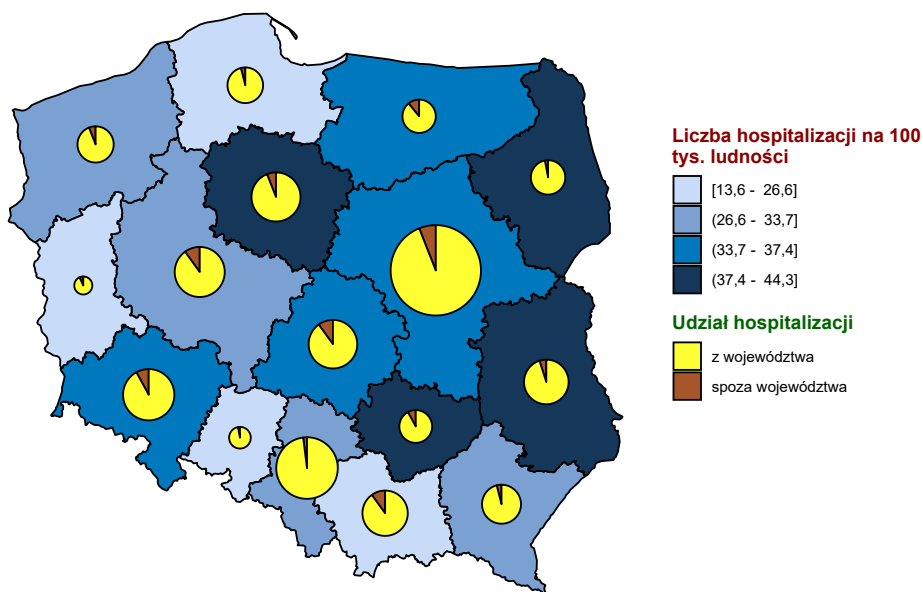 Liczba hospitalizacji na 100
tys. ludności
[13,6 - 26,6]
(26,6 - 33,7]
(33,7 - 37,4]
(37,4 - 44,3]
Udział hospitalizacji
z województwa
spoza województwa